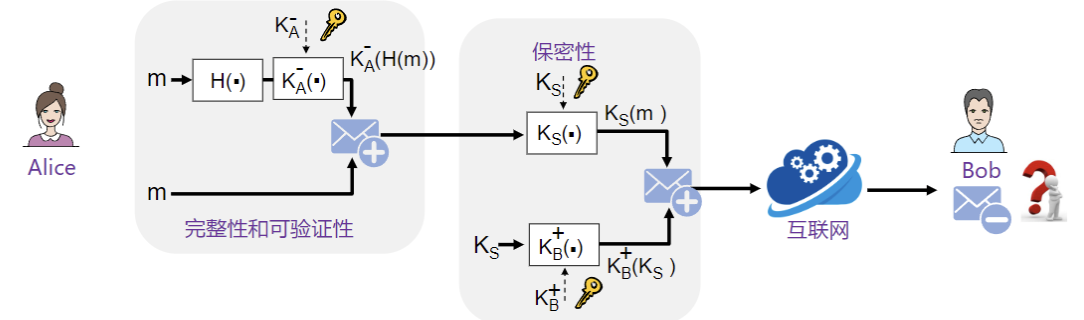 K_A^-
m
H(·)
K_A^-(·)
K_A^-(H(m))
m
完整性和可验证性
Alice
保密性
K_S
K_S(·)
K_S(m )
K_S
K_B^+(·)
K_B^+(K_S )
K_B^+
互联网
Bob
?